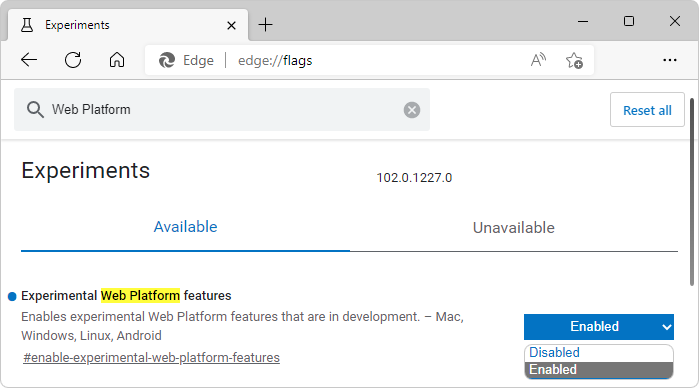 Experiments
Edge edge://flags
Web Platform
Reset all
Experiments
102.0.1227.0
Available
Unavailable
Experimental Web Platform features
Enables experimental Web Platform features that are in development. – Mac,
Windows, Linux, Android
#enable-experimental-web-platform-features
Enabled
Disabled
Enabled